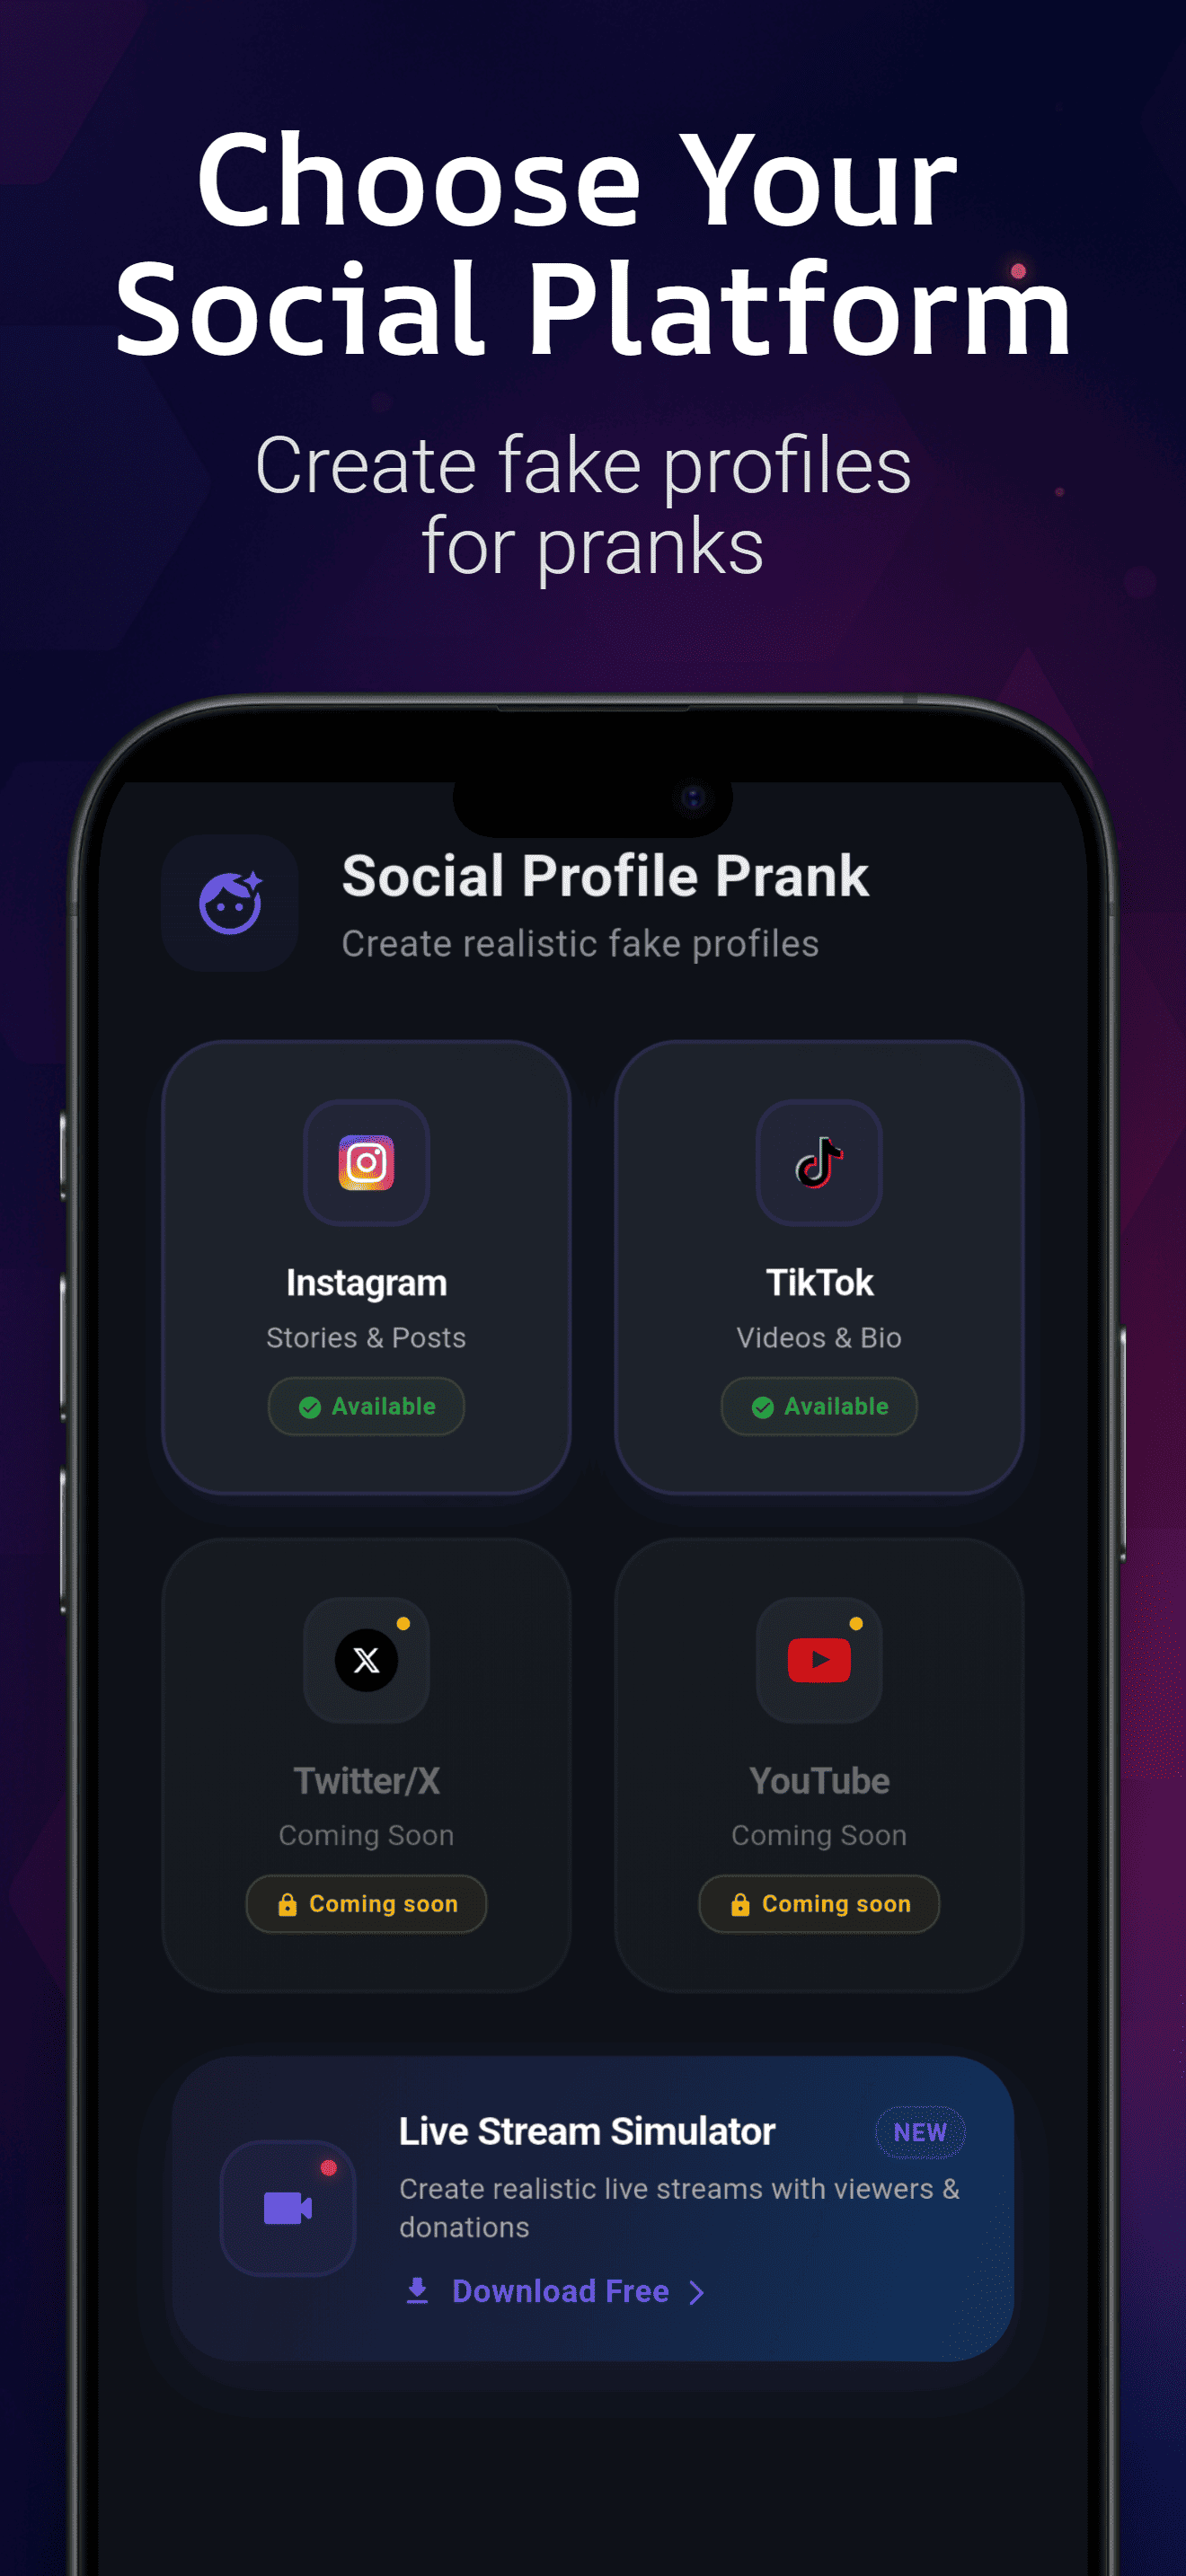 Choose Your
Social Platform
Create fake profiles
for pranks
Social Profile Prank
Create realistic fake profiles
Instagram
Stories & Posts
Available
TikTok
Videos & Bio
Available
Twitter/X
Coming Soon
Coming soon
YouTube
Coming Soon
Coming soon
Live Stream Simulator
NEW
Create realistic live streams with viewers &
donations
Download Free